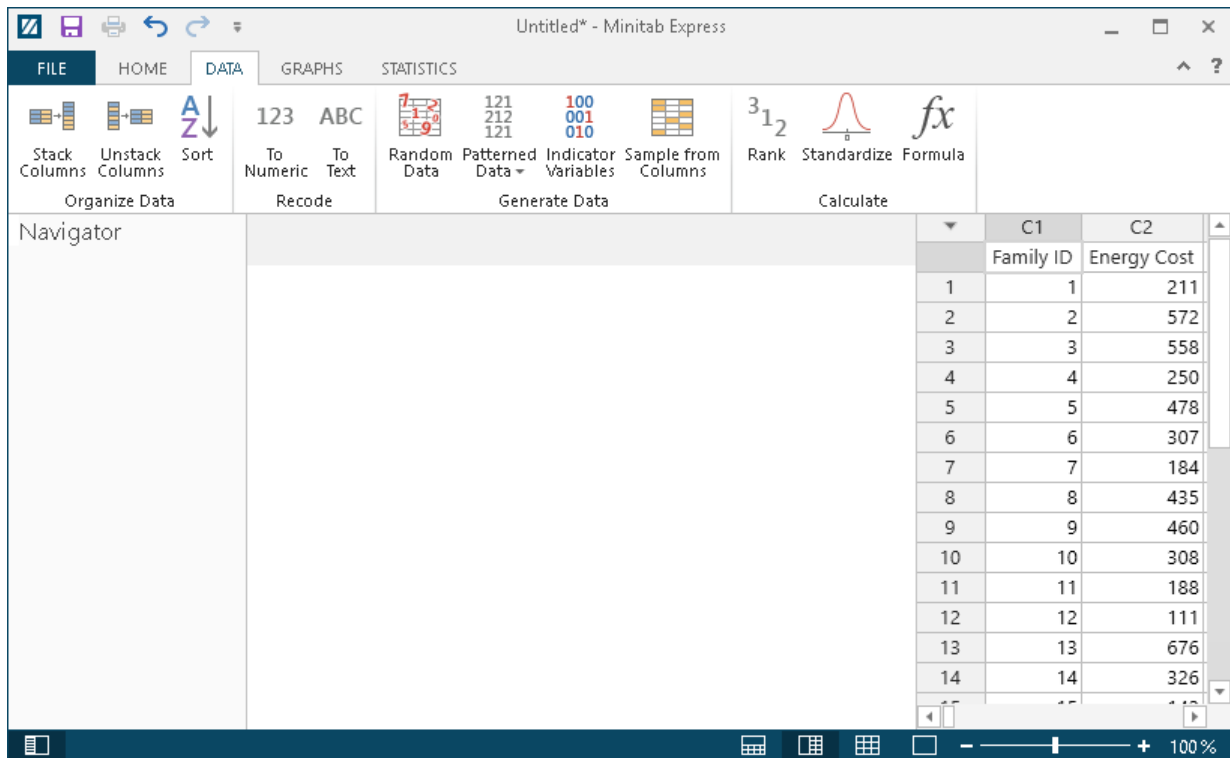 Untitled* - Minitab Express
FILE HOME DATA GRAPHS STATISTICS
123 ABC
121 212 121
100 001 010
Stack Columns
Unstack Columns
Sort
To Numeric
To Text
Random Data
Patterned Data
Indicator Variables
Sample from Columns
Rank
Standardize
fx
Formula
Organize Data
Recode
Generate Data
Calculate
Navigator
C1 C2
Family ID Energy Cost
1 1 211
2 2 572
3 3 558
4 4 250
5 5 478
6 6 307
7 7 184
8 8 435
9 9 460
10 10 308
11 11 188
12 12 111
13 13 676
14 14 326
100 %